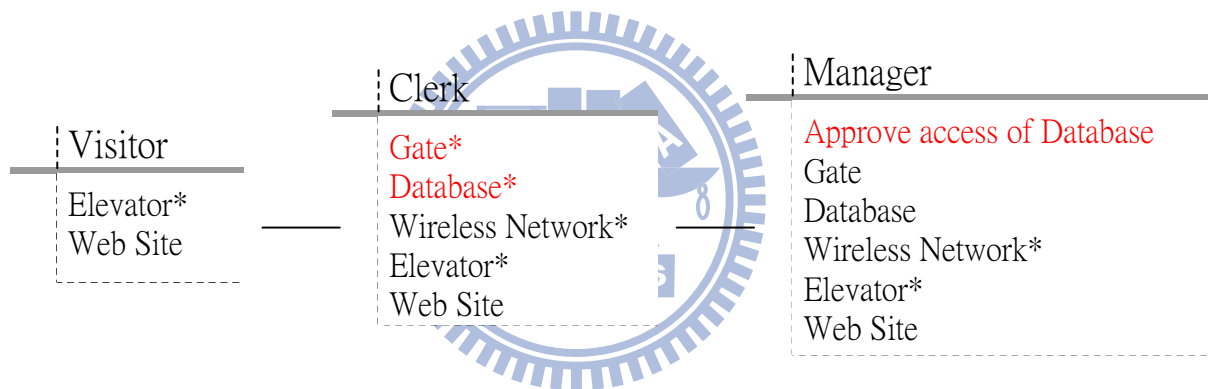 Visitor
Elevator*
Web Site
Clerk
Gate*
Database*
Wireless Network*
Elevator*
Web Site
Manager
Approve access of Database
Gate
Database
Wireless Network*
Elevator*
Web Site